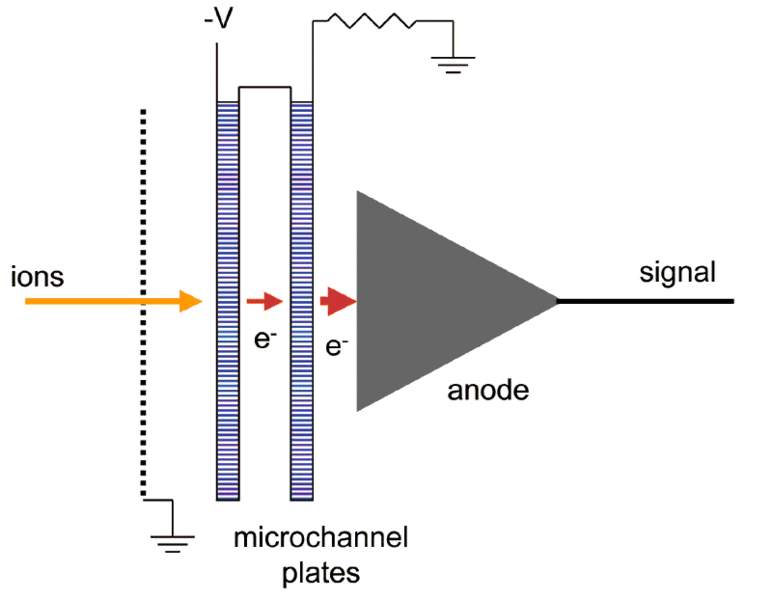 -V
ions
e-
e-
signal
anode
microchannel
plates